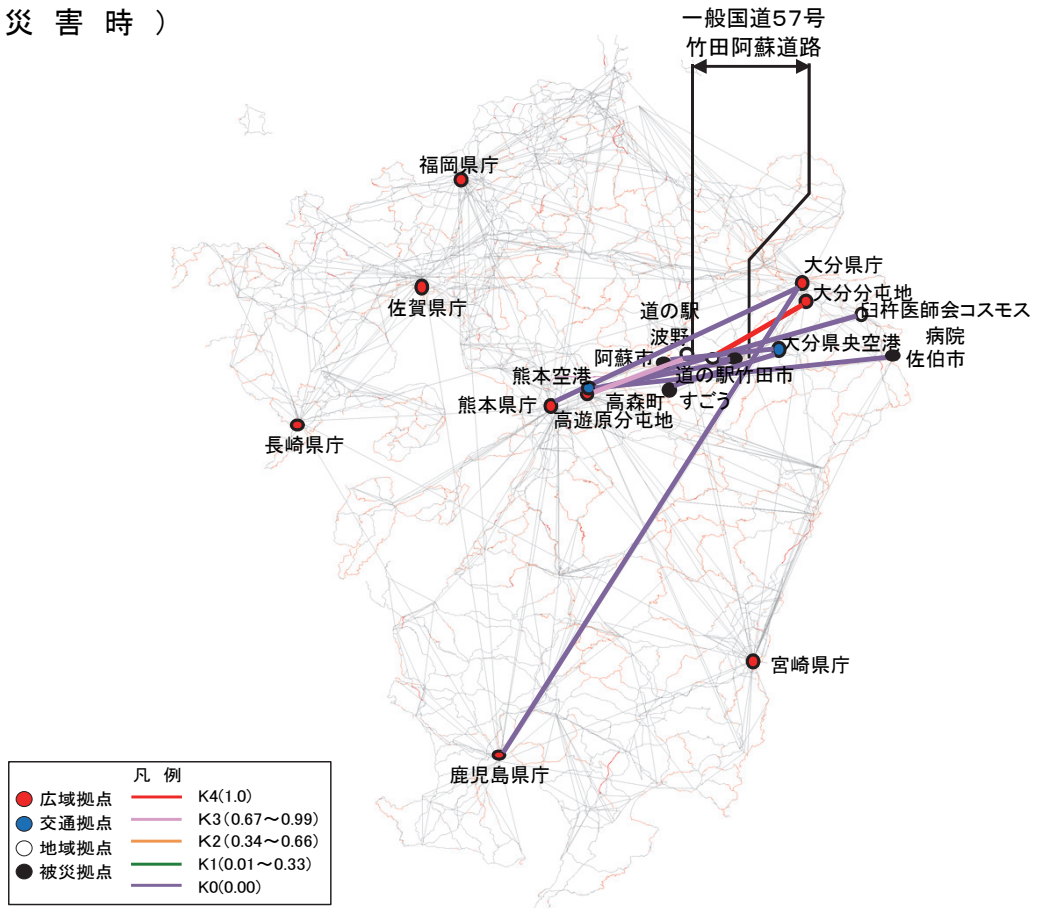 災害時）
一般国道57号
竹田阿蘇道路
福岡県庁
佐賀県庁
長崎県庁
大分県庁
大分分屯地
臼杵医師会コスモス
病院
大分県央空港
佐伯市
道の駅
波野
阿蘇市
道の駅竹田市
すごう
熊本空港
高森町
熊本県庁
高遊原分屯地
宮崎県庁
鹿児島県庁
凡 例
広域拠点
交通拠点
地域拠点
被災拠点
K4(1.0)
K3(0.67～0.99)
K2(0.34～0.66)
K1(0.01～0.33)
K0(0.00)